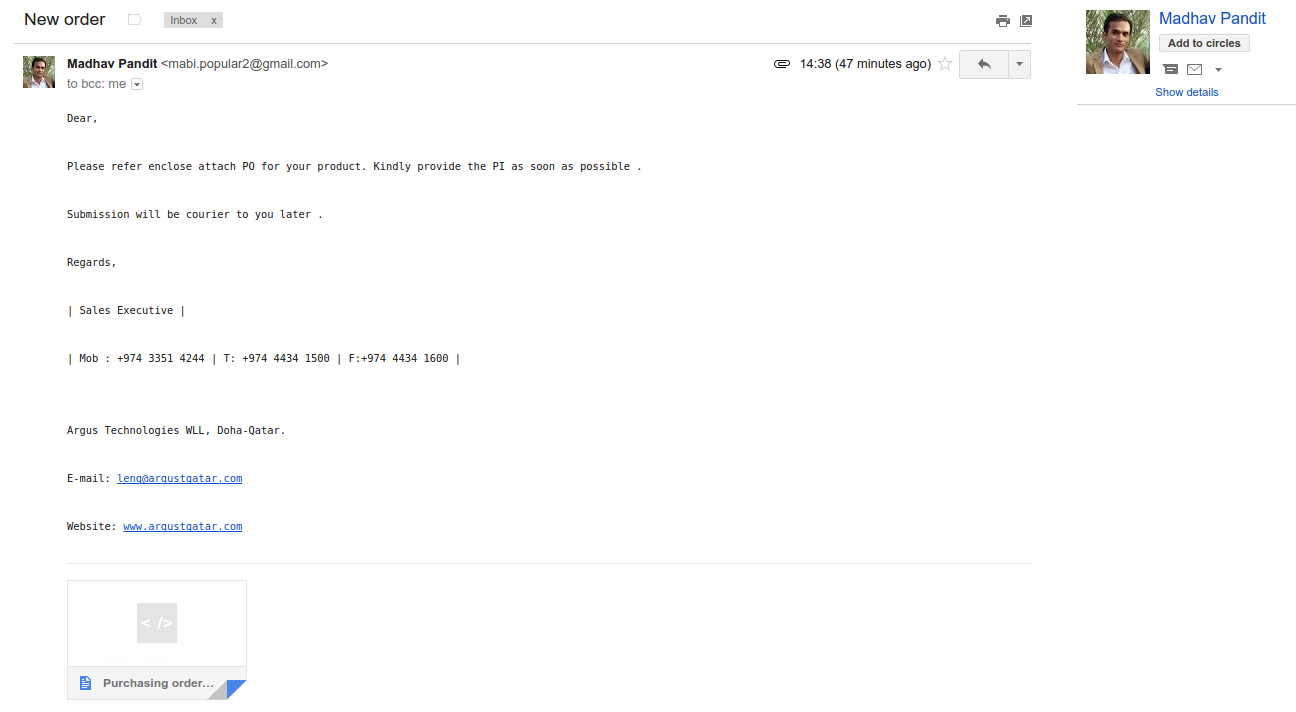 New order
Inbox x
Madhav Pandit <mabi.popular2@gmail.com>
14:38 (47 minutes ago)
to bcc: me
Dear,
Please refer enclose attach PO for your product. Kindly provide the PI as soon as possible .
Submission will be courier to you later .
Regards,
| Sales Executive |
| Mob : +974 3351 4244 | T: +974 4434 1500 | F:+974 4434 1600 |
Argus Technologies WLL, Doha-Qatar.
E-mail: leng@argustqatar.com
Website: www.argustqatar.com
< />
Purchasing order...
Madhav Pandit
Add to circles
Show details